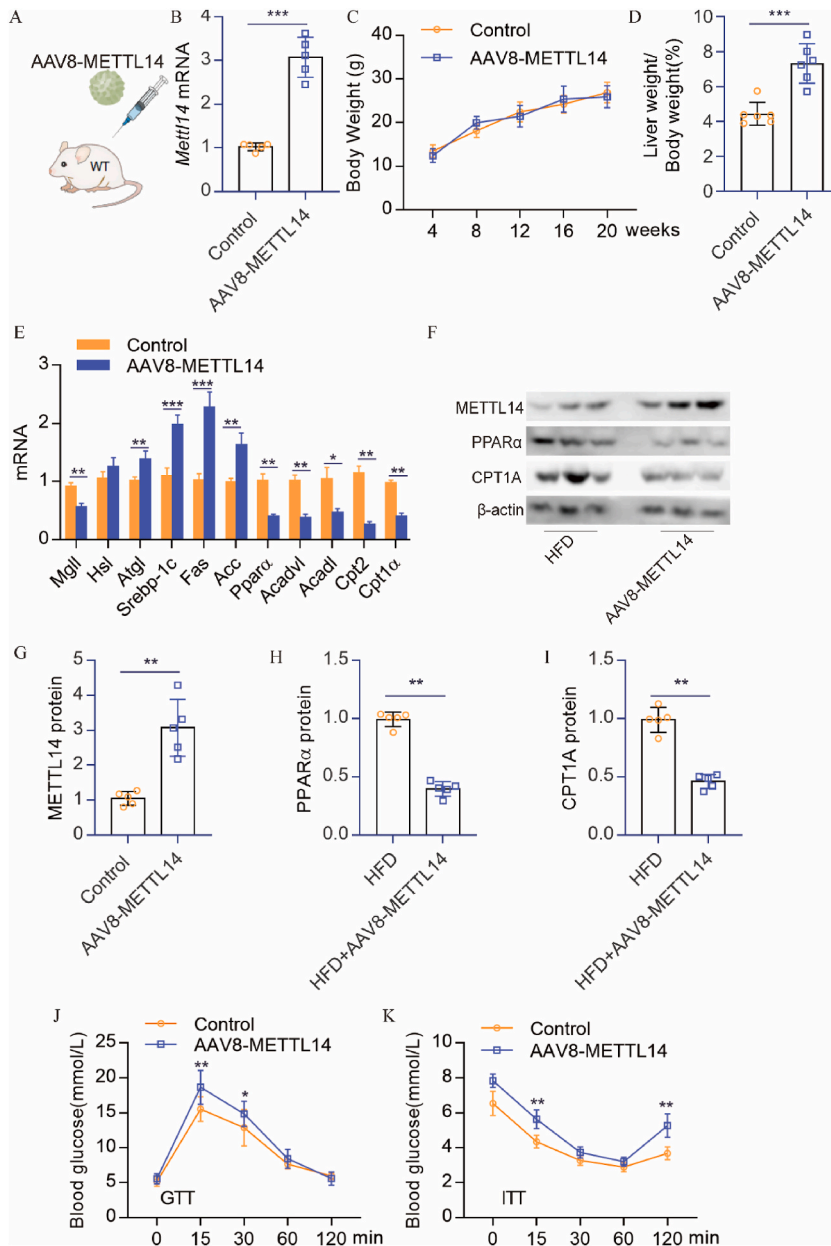 A
AAV8-METTL14
WT
B
***
Mettl14 mRNA
4
3
2
1
0
Control
AAV8-METTL14
C
Control
AAV8-METTL14
Body Weight (g)
40
30
20
10
0
4 8 12 16 20 weeks
D
***
Liver weight/
Body weight(%)
10
8
6
4
2
0
Control
AAV8-METTL14
E
Control
AAV8-METTL14
mRNA
3
2
1
0
** ** *** *** ** ** ** * ** **
Mgll Hsl Atgl Srebp-1c Fas Acc Pparα Acadvl Acadl Cpt2 Cpt1α
F
METTL14
PPARα
CPT1A
β-actin
HFD
AAV8-METTL14
G
**
METTL14 protein
5
4
3
2
1
0
Control
AAV8-METTL14
H
**
PPARα protein
1.5
1.0
0.5
0.0
HFD
HFD+AAV8-METTL14
I
**
CPT1A protein
1.5
1.0
0.5
0.0
HFD
HFD+AAV8-METTL14
J
Control
AAV8-METTL14
Blood glucose(mmol/L)
25
20
15
10
5
0
** *
GTT
0 15 30 60 120 min
K
Control
AAV8-METTL14
Blood glucose(mmol/L)
8
6
4
2
0
** **
ITT
0 15 30 60 120 min